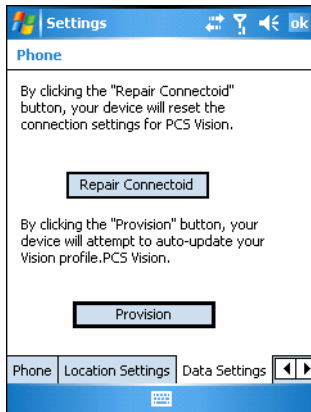 Settings ok
Phone
By clicking the "Repair Connectoid"
button, your device will reset the
connection settings for PCS Vision.
Repair Connectoid
By clicking the "Provision" button, your
device will attempt to auto-update your
Vision profile.PCS Vision.
Provision
Phone Location Settings Data Settings